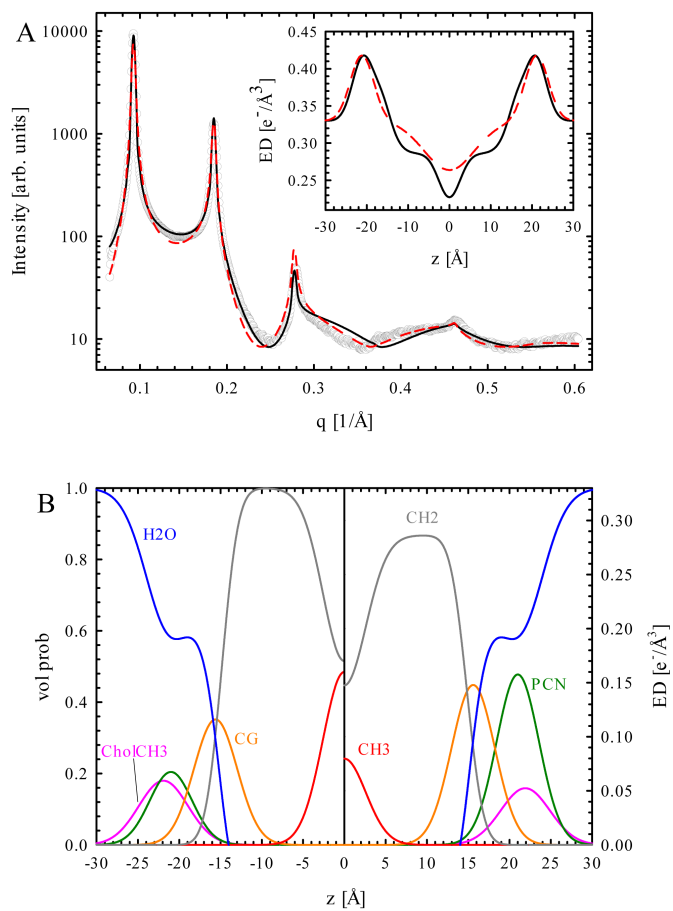 A
10000
1000
100
10
Intensity [arb. units]
0.1 0.2 0.3 0.4 0.5 0.6
q [1/Å]
0.45
0.40
0.35
0.30
0.25
ED [e⁻/Å³]
-30 -20 -10 0 10 20 30
z [Å]
B
1.0
0.8
0.6
0.4
0.2
0.0
vol prob
H2O
CholCH3
CG
CH2
CH3
PCN
0.30
0.25
0.20
0.15
0.10
0.05
0.00
ED [e⁻/Å³]
-30 -25 -20 -15 -10 -5 0 5 10 15 20 25 30
z [Å]